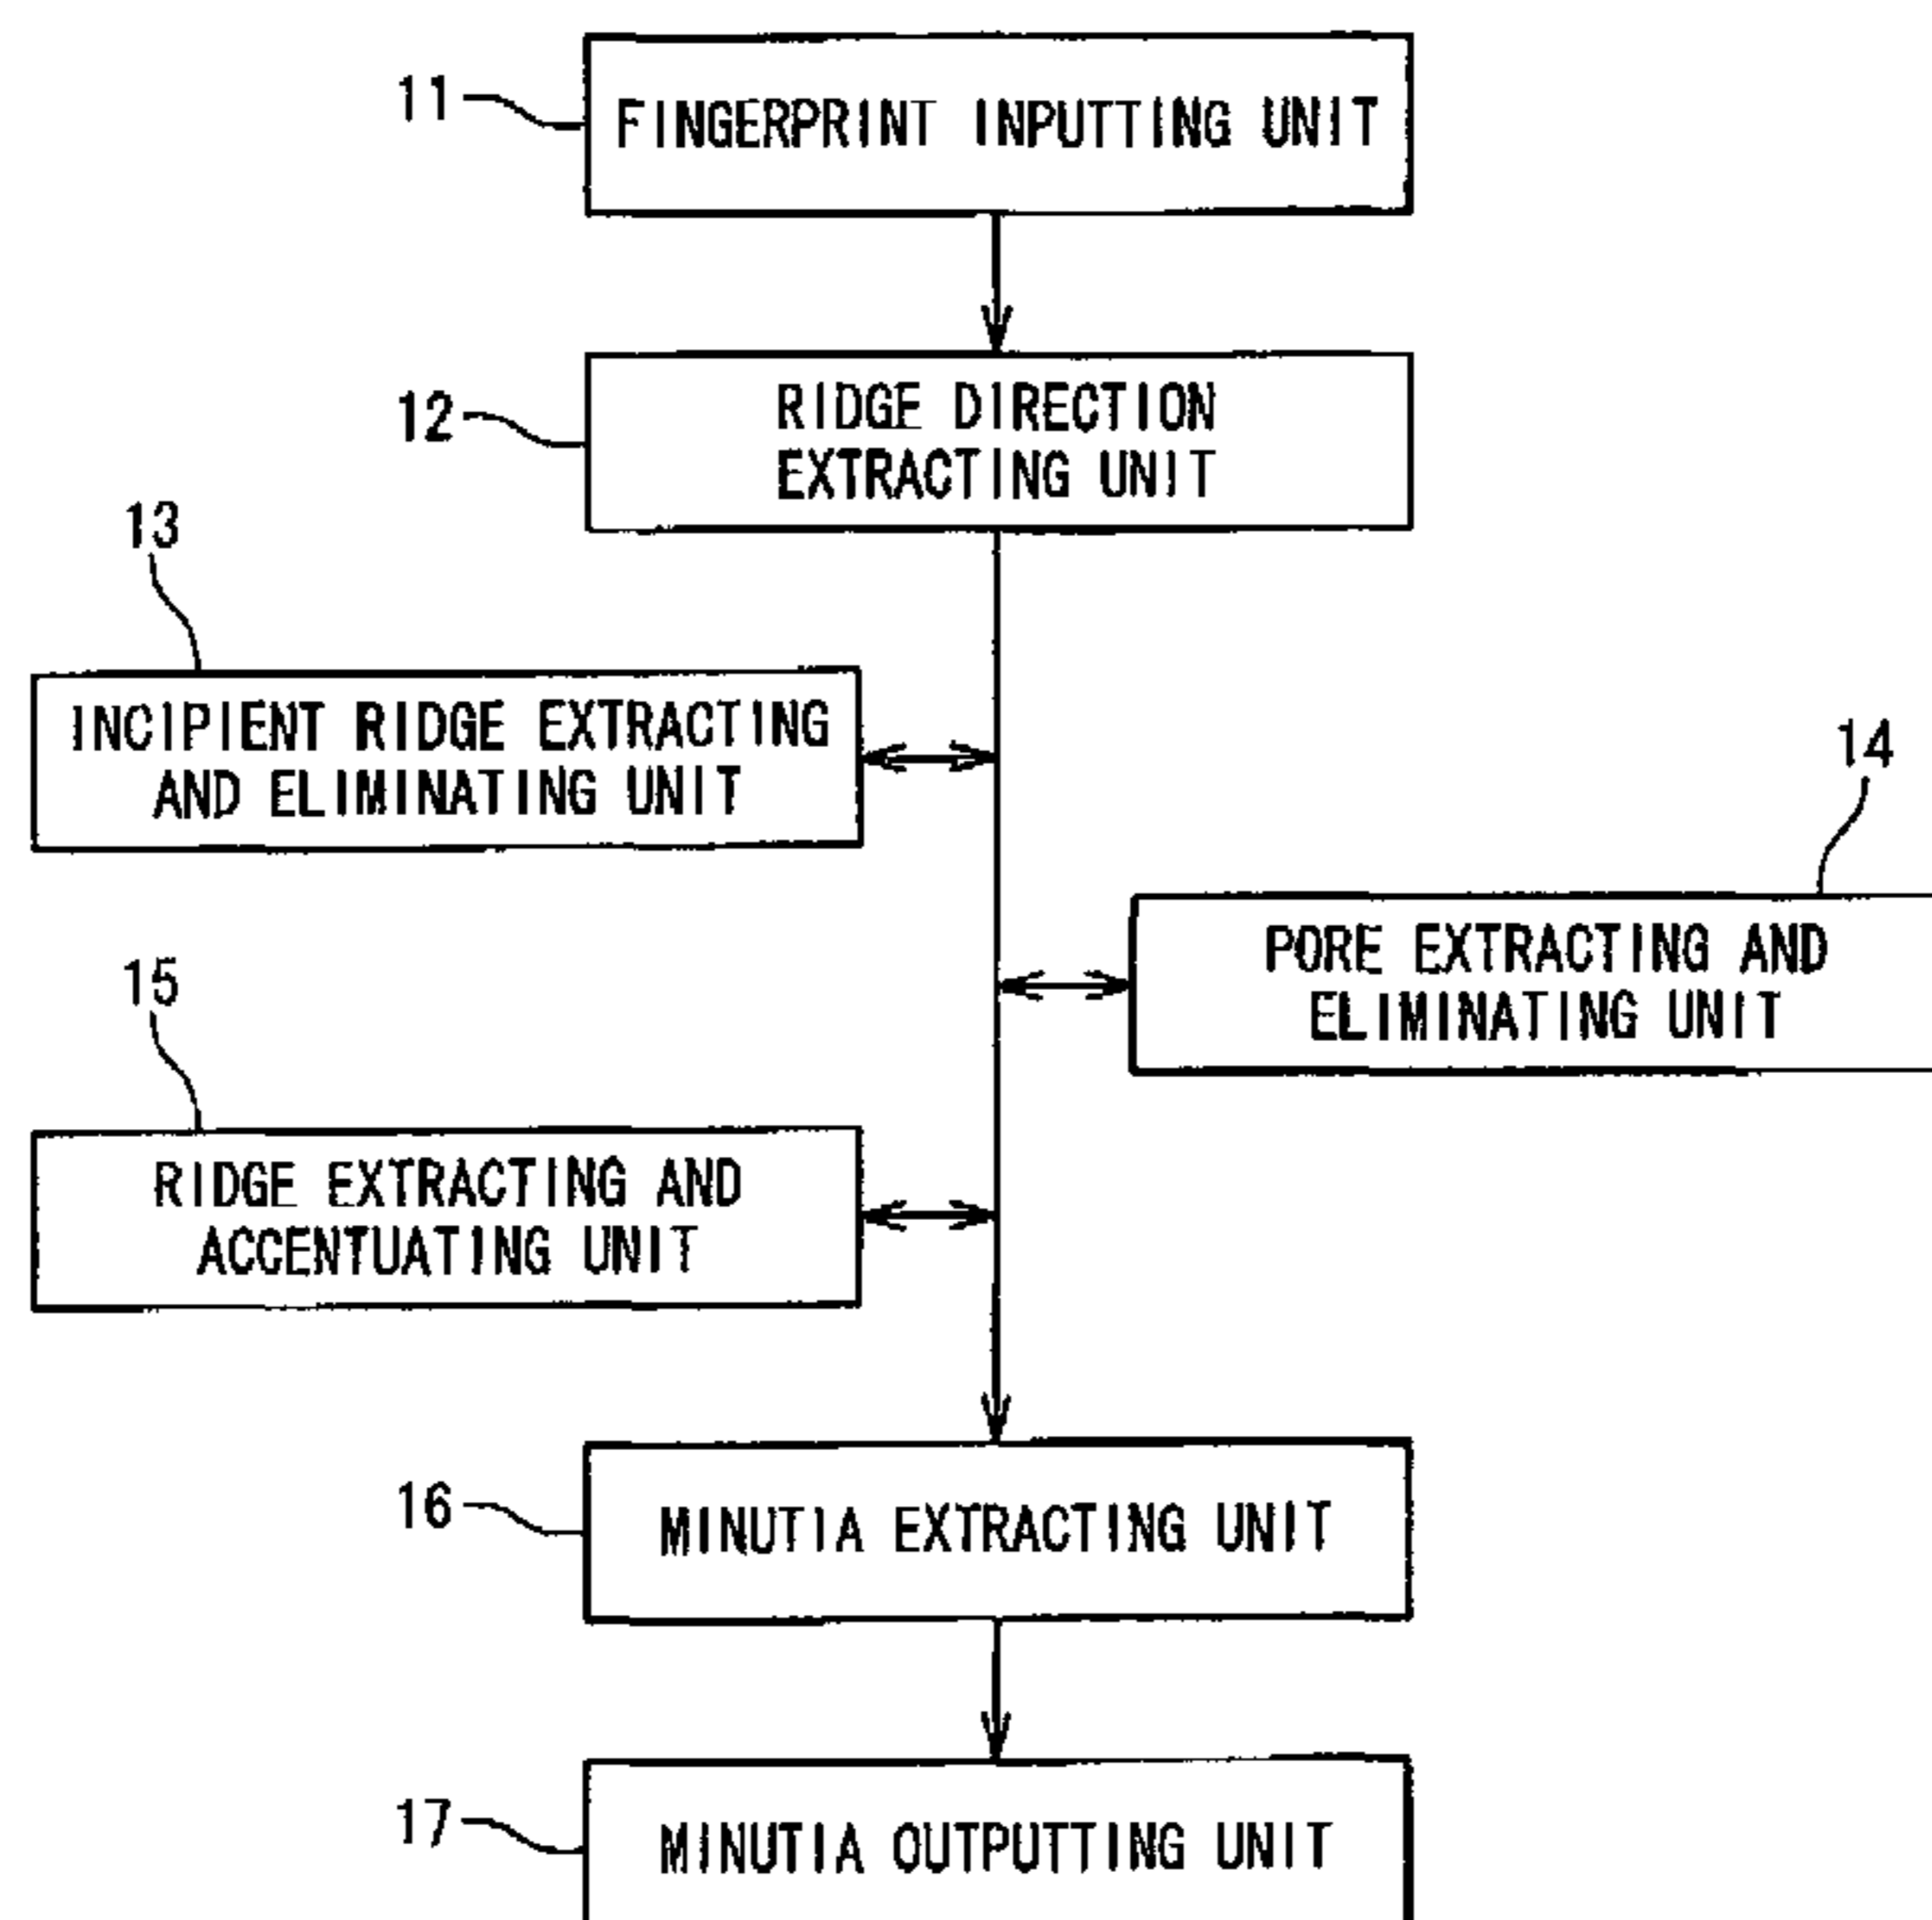 11
FINGERPRINT INPUTTING UNIT
12
RIDGE DIRECTION
EXTRACTING UNIT
13
INCIPIENT RIDGE EXTRACTING
AND ELIMINATING UNIT
14
PORE EXTRACTING AND
ELIMINATING UNIT
15
RIDGE EXTRACTING AND
ACCENTUATING UNIT
16
MINUTIA EXTRACTING UNIT
17
MINUTIA OUTPUTTING UNIT